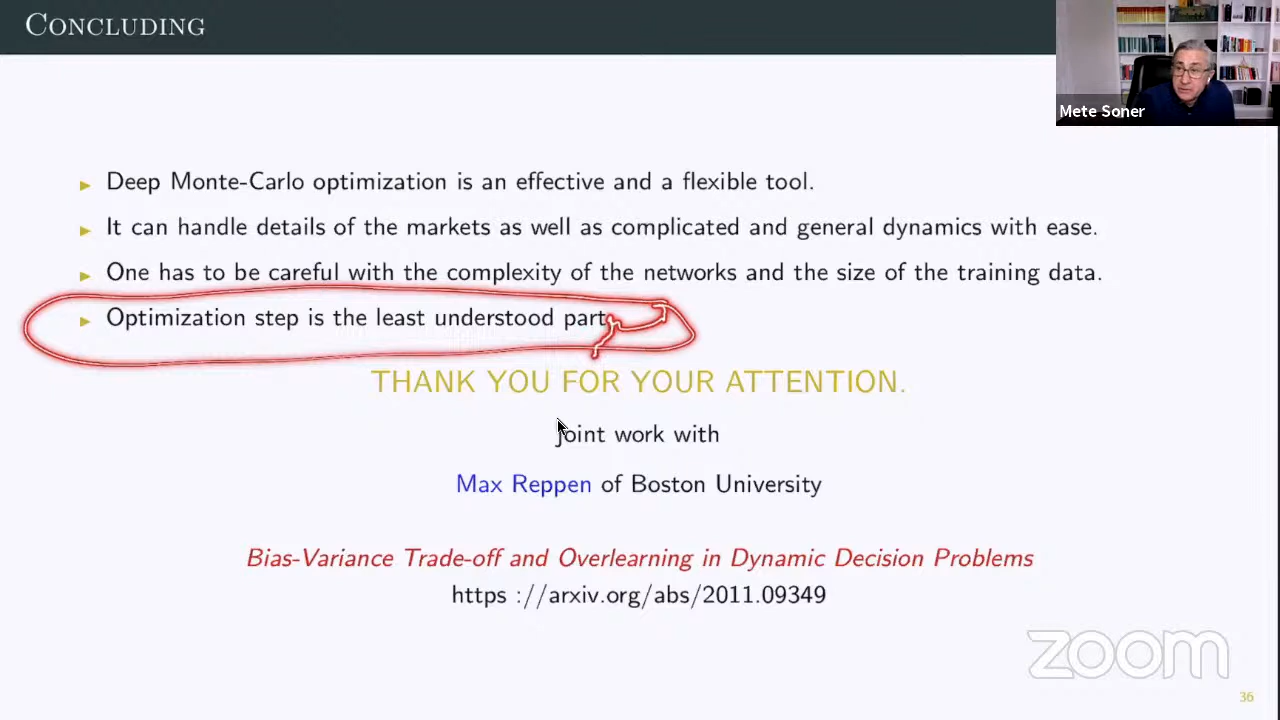 CONCLUDING
Mete Soner
▶ Deep Monte-Carlo optimization is an effective and a flexible tool.
▶ It can handle details of the markets as well as complicated and general dynamics with ease.
▶ One has to be careful with the complexity of the networks and the size of the training data.
▶ Optimization step is the least understood part
THANK YOU FOR YOUR ATTENTION.
joint work with
Max Reppen of Boston University
Bias-Variance Trade-off and Overlearning in Dynamic Decision Problems
https ://arxiv.org/abs/2011.09349
zoom
36